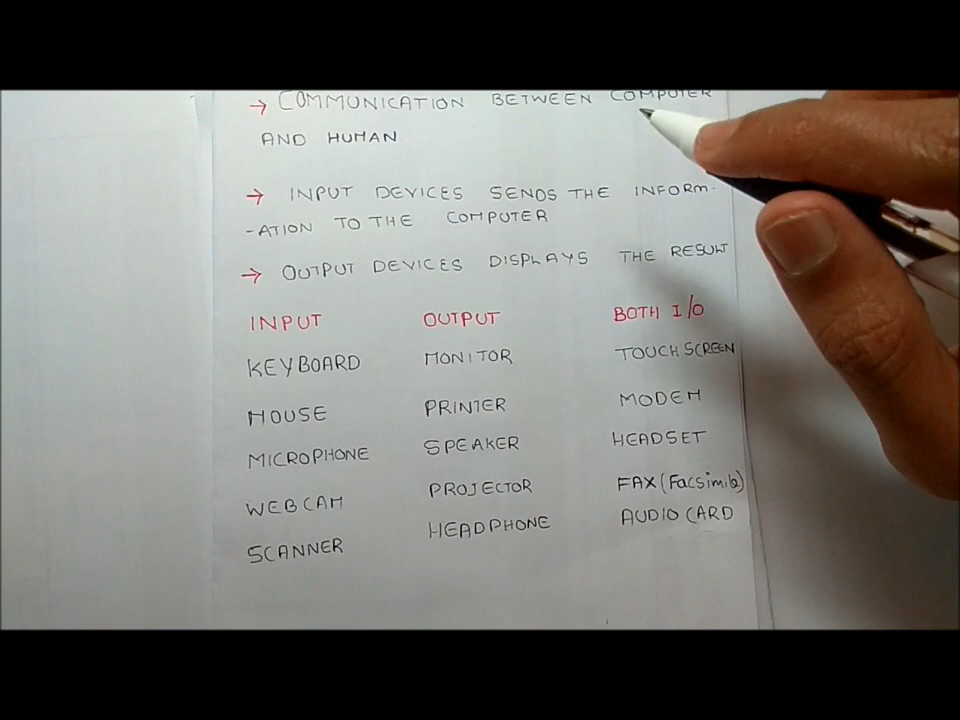 → COMMUNICATION BETWEEN COMPUTER
AND HUMAN
→ INPUT DEVICES SENDS THE INFORM-
-ATION TO THE COMPUTER
→ OUTPUT DEVICES DISPLAYS THE RESULT
INPUT OUTPUT BOTH I/O
KEYBOARD MONITOR TOUCH SCREEN
MOUSE PRINTER MODEM
MICROPHONE SPEAKER HEADSET
WEB CAM PROJECTOR FAX (Facsimile)
SCANNER HEADPHONE AUDIO CARD